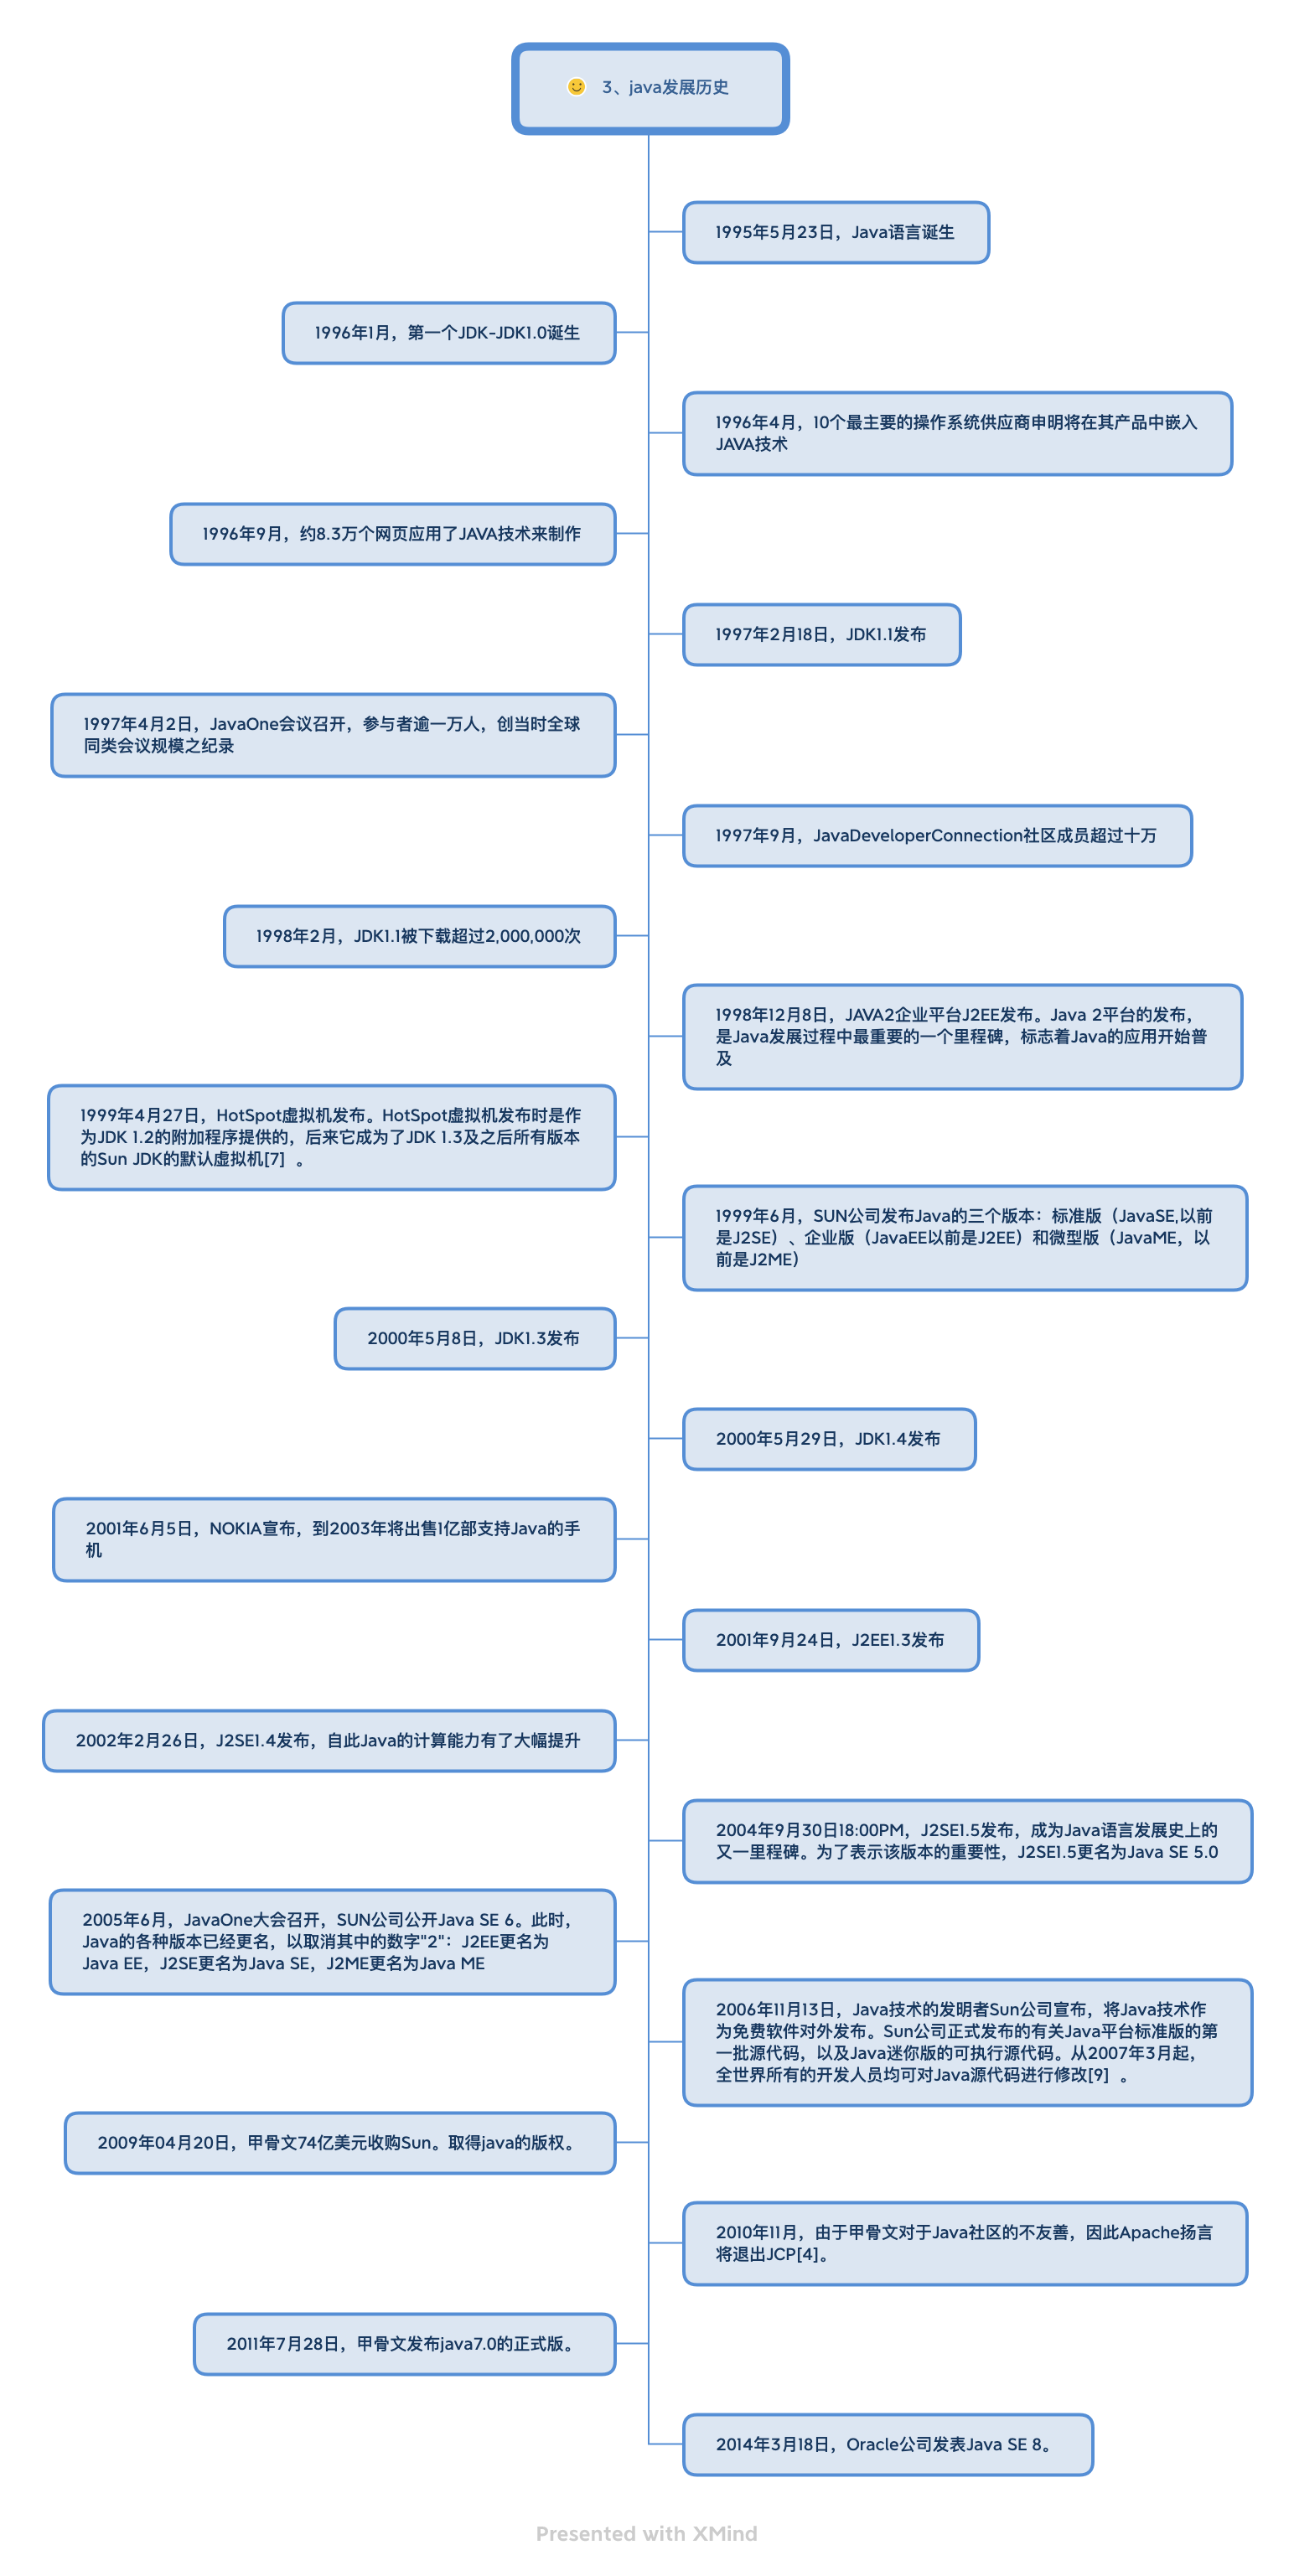 3、java发展历史
1995年5月23日，Java语言诞生
1996年1月，第一个JDK-JDK1.0诞生
1996年4月，10个最主要的操作系统供应商申明将在其产品中嵌入
JAVA技术
1996年9月，约8.3万个网页应用了JAVA技术来制作
1997年2月18日，JDK1.1发布
1997年4月2日，JavaOne会议召开，参与者逾一万人，创当时全球
同类会议规模之纪录
1997年9月，JavaDeveloperConnection社区成员超过十万
1998年2月，JDK1.1被下载超过2,000,000次
1998年12月8日，JAVA2企业平台J2EE发布。Java 2平台的发布，
是Java发展过程中最重要的一个里程碑，标志着Java的应用开始普
及
1999年4月27日，HotSpot虚拟机发布。HotSpot虚拟机发布时是作
为JDK 1.2的附加程序提供的，后来它成为了JDK 1.3及之后所有版本
的Sun JDK的默认虚拟机[7]  。
1999年6月，SUN公司发布Java的三个版本：标准版（JavaSE,以前
是J2SE）、企业版（JavaEE以前是J2EE）和微型版（JavaME，以
前是J2ME）
2000年5月8日，JDK1.3发布
2000年5月29日，JDK1.4发布
2001年6月5日，NOKIA宣布，到2003年将出售1亿部支持Java的手
机
2001年9月24日，J2EE1.3发布
2002年2月26日，J2SE1.4发布，自此Java的计算能力有了大幅提升
2004年9月30日18:00PM，J2SE1.5发布，成为Java语言发展史上的
又一里程碑。为了表示该版本的重要性，J2SE1.5更名为Java SE 5.0
2005年6月，JavaOne大会召开，SUN公司公开Java SE 6。此时，
Java的各种版本已经更名，以取消其中的数字"2"：J2EE更名为
Java EE，J2SE更名为Java SE，J2ME更名为Java ME
2006年11月13日，Java技术的发明者Sun公司宣布，将Java技术作
为免费软件对外发布。Sun公司正式发布的有关Java平台标准版的第
一批源代码，以及Java迷你版的可执行源代码。从2007年3月起，
全世界所有的开发人员均可对Java源代码进行修改[9]  。
2009年04月20日，甲骨文74亿美元收购Sun。取得java的版权。
2010年11月，由于甲骨文对于Java社区的不友善，因此Apache扬言
将退出JCP[4]。
2011年7月28日，甲骨文发布java7.0的正式版。
2014年3月18日，Oracle公司发表Java SE 8。
Presented with XMind